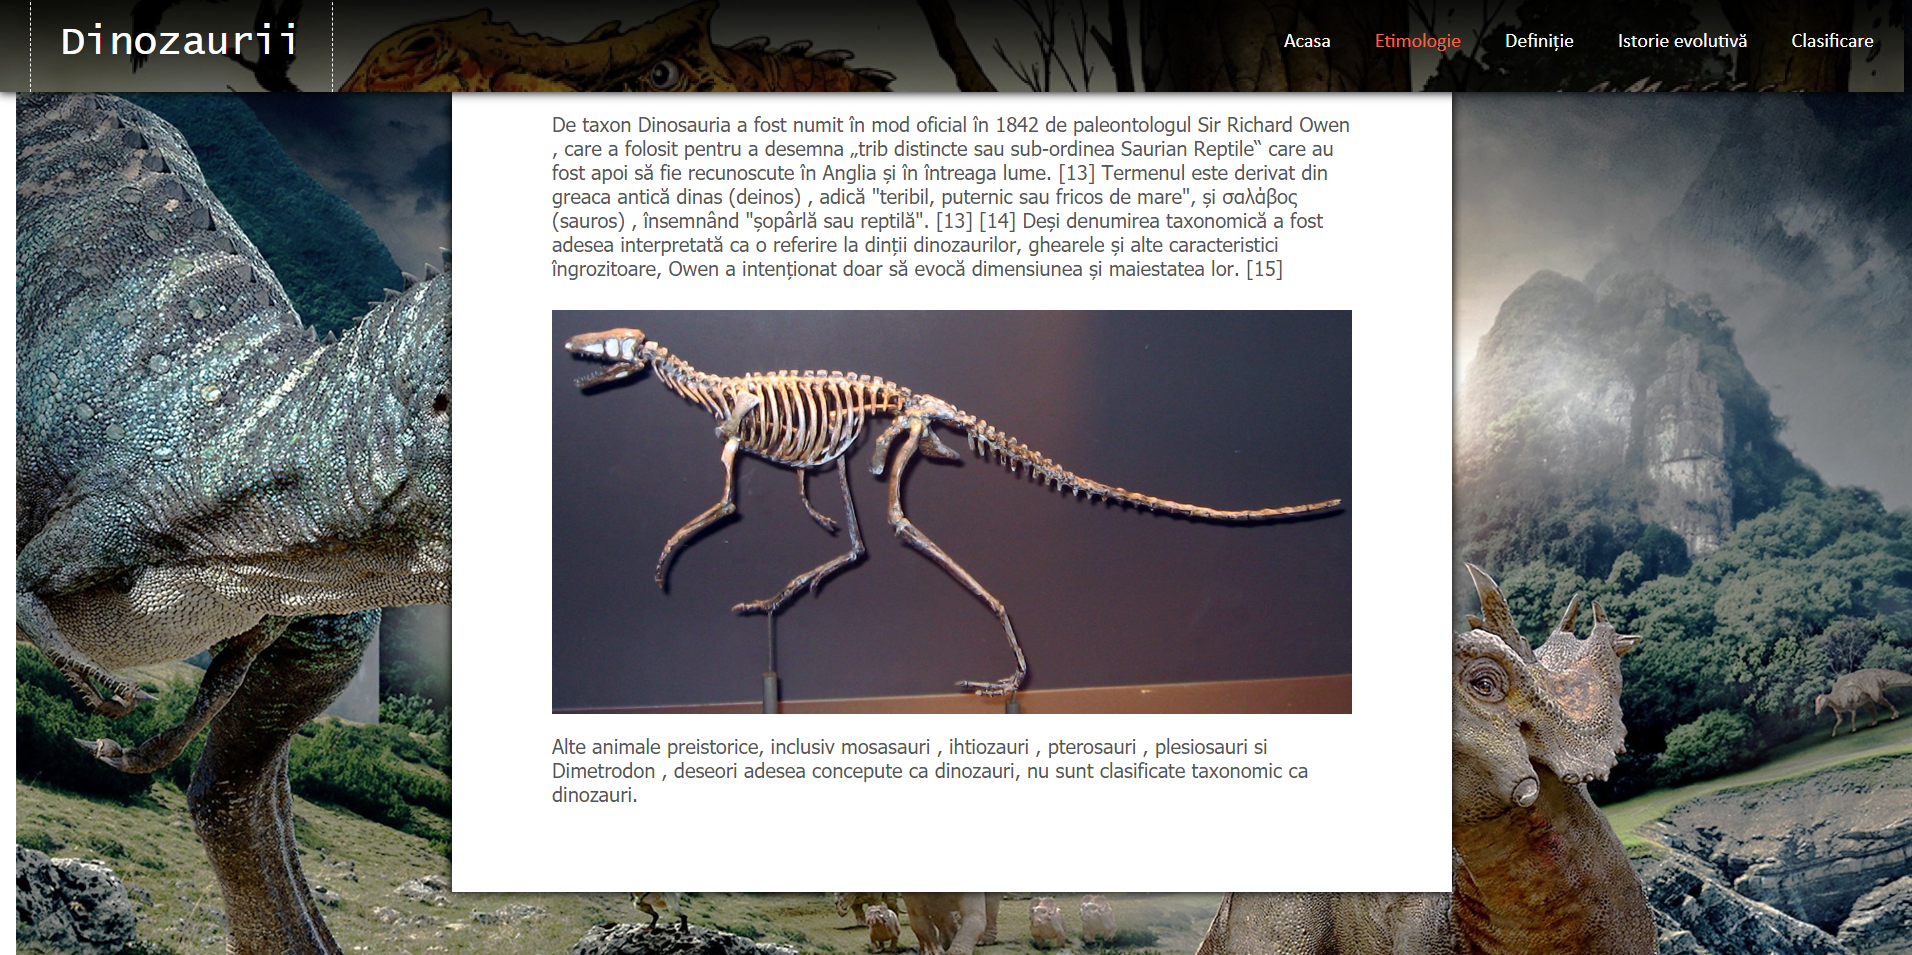 Dinozaurii
Acasa Etimologie Definiție Istorie evolutivă Clasificare
De taxon Dinosauria a fost numit în mod oficial în 1842 de paleontologul Sir Richard Owen
, care a folosit pentru a desemna „trib distincte sau sub-ordinea Saurian Reptile‟ care au
fost apoi să fie recunoscute în Anglia și în întreaga lume. [13] Termenul este derivat din
greaca antică dinas (deinos) , adică "teribil, puternic sau fricos de mare", și σαλάβος
(sauros) , însemnând "șopârlă sau reptilă". [13] [14] Deși denumirea taxonomică a fost
adesea interpretată ca o referire la dinții dinozaurilor, ghearele și alte caracteristici
îngrozitoare, Owen a intenționat doar să evocă dimensiunea și maiestatea lor. [15]
Alte animale preistorice, inclusiv mosasauri , ihtiozauri , pterosauri , plesiosauri si
Dimetrodon , deseori adesea concepute ca dinozauri, nu sunt clasificate taxonomic ca
dinozauri.